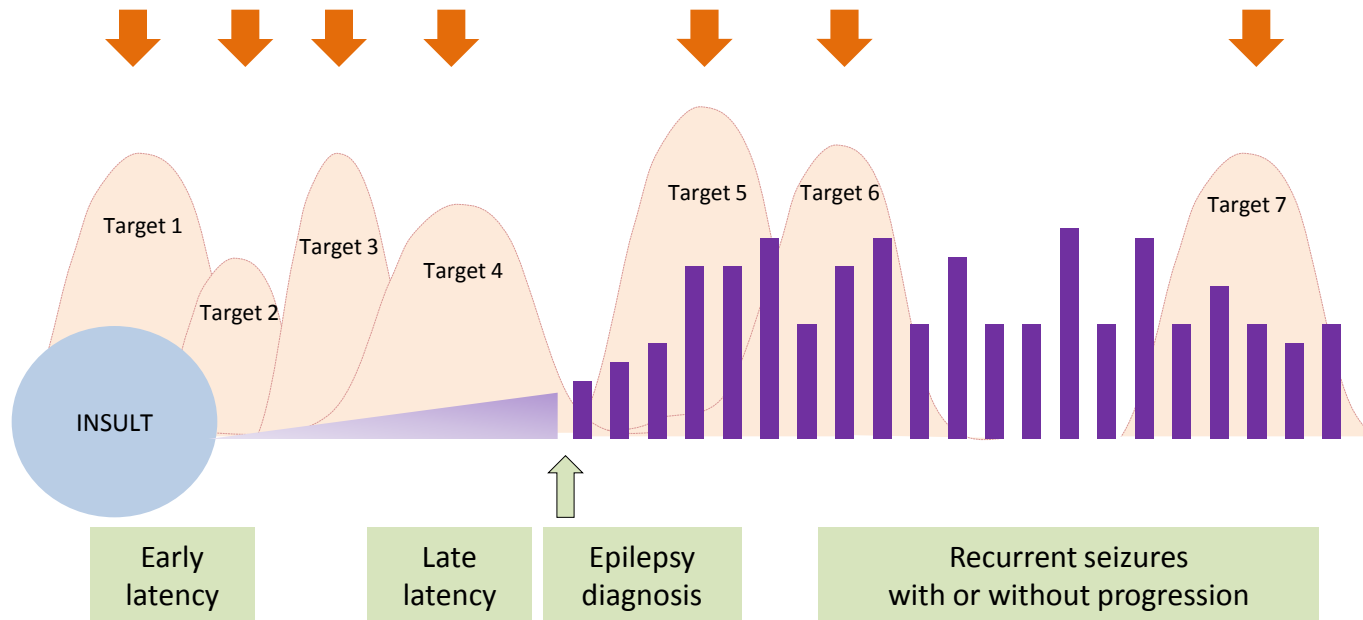 Target 1
Target 2
Target 3
Target 4
Target 5
Target 6
Target 7
INSULT
Early
latency
Late
latency
Epilepsy
diagnosis
Recurrent seizures
with or without progression